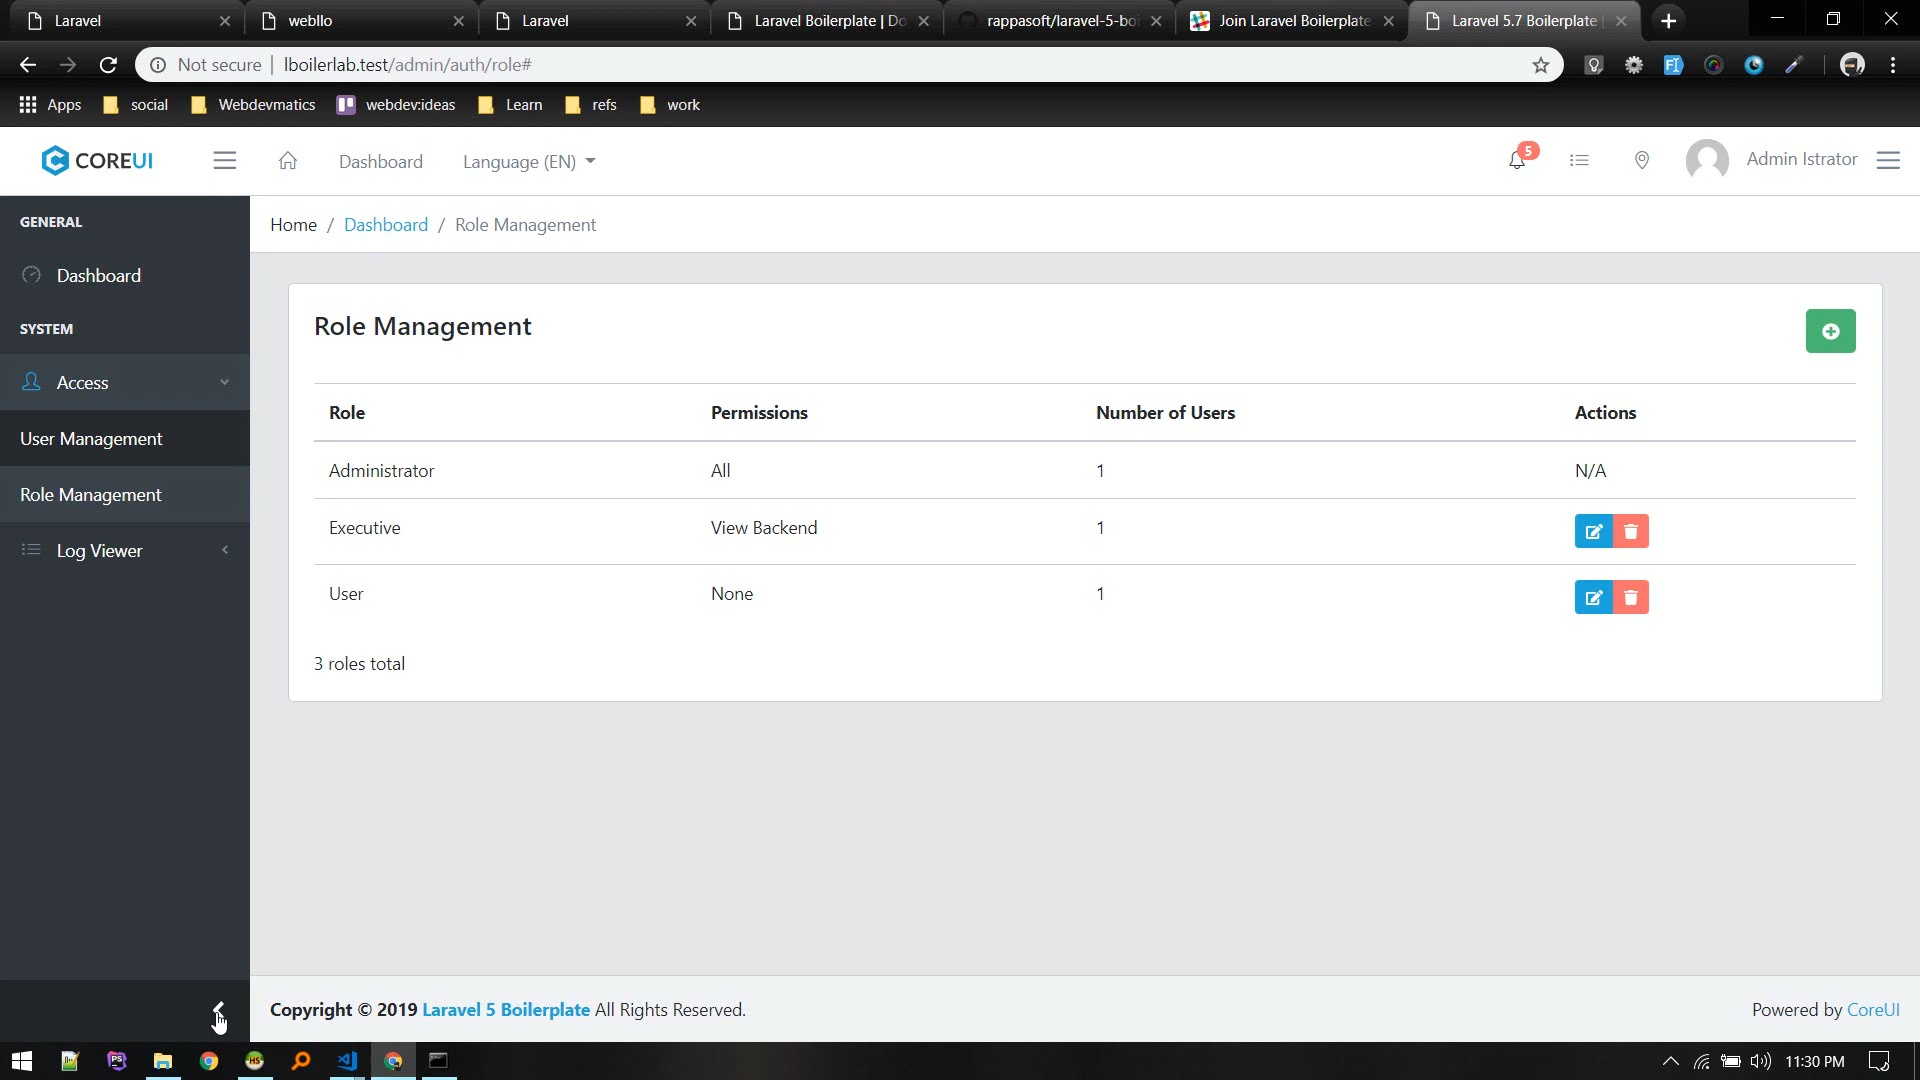 Laravel
webllo
Laravel
Laravel Boilerplate | Do
rappasoft/laravel-5-boi
Join Laravel Boilerplate
Laravel 5.7 Boilerplate
Not secure | lboilerlab.test/admin/auth/role#
Apps social Webdevmatics webdev:ideas Learn refs work
COREUI Dashboard Language (EN) 5 Admin Istrator
GENERAL
Dashboard
SYSTEM
Access
User Management
Role Management
Log Viewer
Home / Dashboard / Role Management
Role Management
Role Permissions Number of Users Actions
Administrator All 1 N/A
Executive View Backend 1
User None 1
3 roles total
Copyright © 2019 Laravel 5 Boilerplate All Rights Reserved.
Powered by CoreUI
11:30 PM